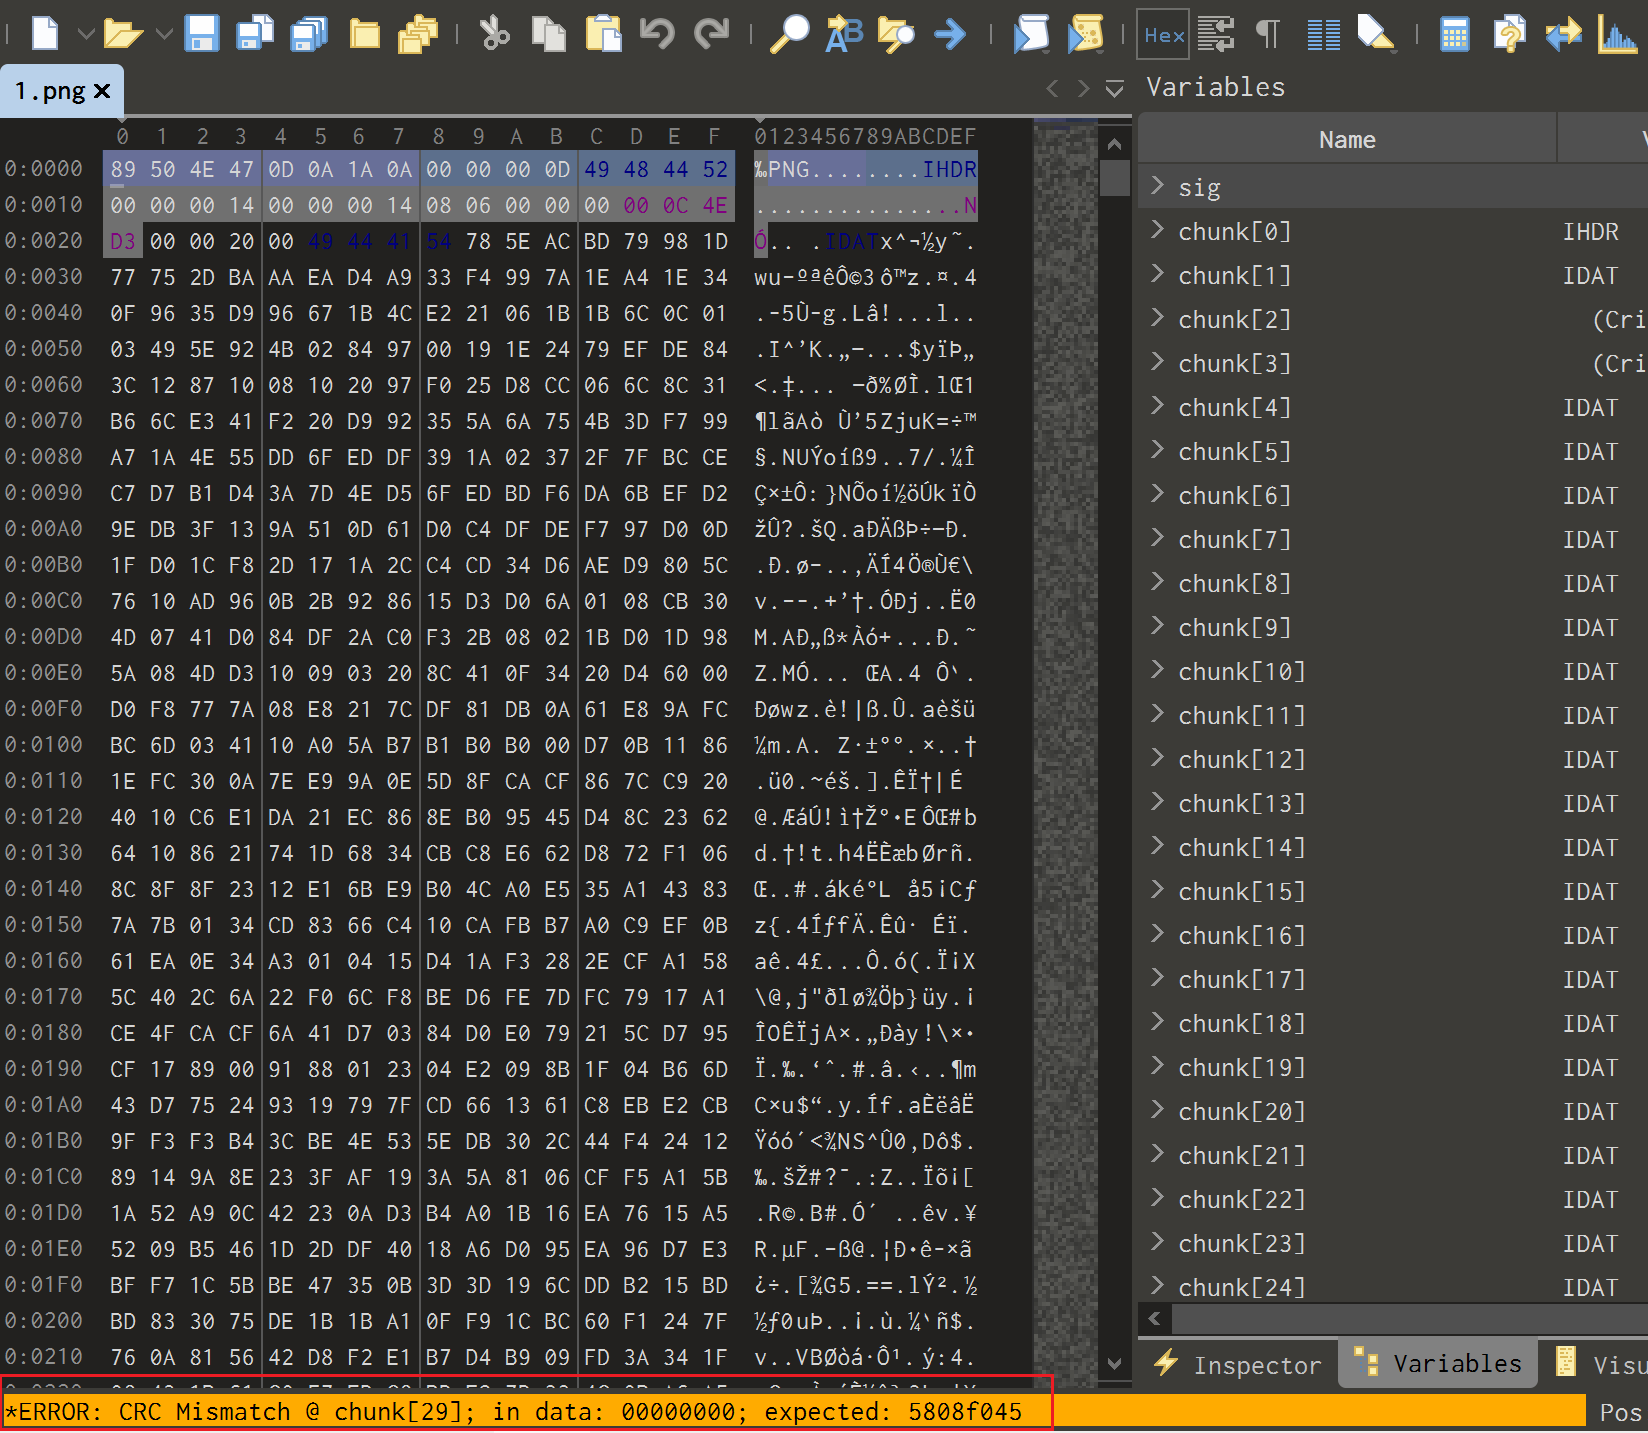 Hex
1.png ×
Variables
0 1 2 3 4 5 6 7 8 9 A B C D E F 0123456789ABCDEF
Name
0:0000 89 50 4E 47 0D 0A 1A 0A 00 00 00 0D 49 48 44 52 ‰PNG........IHDR
sig
0:0010 00 00 00 14 00 00 00 14 08 06 00 00 00 00 0C 4E ...............N
chunk[0] IHDR
0:0020 D3 00 00 20 00 49 44 41 54 78 5E AC BD 79 98 1D Ó.. .IDATx^¬½y˜.
0:0030 77 75 2D BA AA EA D4 A9 33 F4 99 7A 1E A4 1E 34 wu-ºªêÔ©3ô™z.¤.4
chunk[1] IDAT
0:0040 0F 96 35 D9 96 67 1B 4C E2 21 06 1B 1B 6C 0C 01 .–5Ù–g.Lâ!...l..
chunk[2] (Cri
0:0050 03 49 5E 92 4B 02 84 97 00 19 1E 24 79 EF DE 84 .I^’K.„—...$yïÞ„
chunk[3] (Cri
0:0060 3C 12 87 10 08 10 20 97 F0 25 D8 CC 06 6C 8C 31 <.‡... —ð%ØÌ.lŒ1
chunk[4] IDAT
0:0070 B6 6C E3 41 F2 20 D9 92 35 5A 6A 75 4B 3D F7 99 ¶lãAò Ù’5ZjuK=÷™
chunk[5] IDAT
0:0080 A7 1A 4E 55 DD 6F ED DF 39 1A 02 37 2F 7F BC CE §.NUÝoíß9..7/.¼Î
chunk[6] IDAT
0:0090 C7 D7 B1 D4 3A 7D 4E D5 6F ED BD F6 DA 6B EF D2 Ç×±Ô:}NÕoí½öÚkïÒ
chunk[7] IDAT
0:00A0 9E DB 3F 13 9A 51 0D 61 D0 C4 DF DE F7 97 D0 0D žÛ?.šQ.aÐÄßÞ÷—Ð.
0:00B0 1F D0 1C F8 2D 17 1A 2C C4 CD 34 D6 AE D9 80 5C .Ð.ø-..,ÄÍ4Ö®Ù€\
chunk[8] IDAT
0:00C0 76 10 AD 96 0B 2B 92 86 15 D3 D0 6A 01 08 CB 30 v.-–.+’†.ÓÐj..Ë0
chunk[9] IDAT
0:00D0 4D 07 41 D0 84 DF 2A C0 F3 2B 08 02 1B D0 1D 98 M.AÐ„ß*Àó+...Ð.˜
chunk[10] IDAT
0:00E0 5A 08 4D D3 10 09 03 20 8C 41 0F 34 20 D4 60 00 Z.MÓ... ŒA.4 Ô`.
chunk[11] IDAT
0:00F0 D0 F8 77 7A 08 E8 21 7C DF 81 DB 0A 61 E8 9A FC Ðøwz.è!|ß.Û.aèšü
0:0100 BC 6D 03 41 10 A0 5A B7 B1 B0 B0 00 D7 0B 11 86 ¼m.A. Z·±°°.×..†
chunk[12] IDAT
0:0110 1E FC 30 0A 7E E9 9A 0E 5D 8F CA CF 86 7C C9 20 .ü0.~éš.].ÊÏ†|É
chunk[13] IDAT
0:0120 40 10 C6 E1 DA 21 EC 86 8E B0 95 45 D4 8C 23 62 @.ÆáÚ!ì†Ž°•EÔŒ#b
chunk[14] IDAT
0:0130 64 10 86 21 74 1D 68 34 CB C8 E6 62 D8 72 F1 06 d.†!t.h4ËÈæbØrñ.
chunk[15] IDAT
0:0140 8C 8F 8F 23 12 E1 6B E9 B0 4C A0 E5 35 A1 43 83 Œ..#.áké°L å5¡Cƒ
0:0150 7A 7B 01 34 CD 83 66 C4 10 CA FB B7 A0 C9 EF 0B z{.4ÍƒfÄ.Êû· Éï.
chunk[16] IDAT
0:0160 61 EA 0E 34 A3 01 04 15 D4 1A F3 28 2E CF A1 58 aê.4£...Ô.ó(.Ï¡X
chunk[17] IDAT
0:0170 5C 40 2C 6A 22 F0 6C F8 BE D6 FE 7D FC 79 17 A1 \@,j"ðlø¾Öþ}üy.¡
chunk[18] IDAT
0:0180 CE 4F CA CF 6A 41 D7 03 84 D0 E0 79 21 5C D7 95 ÎOÊÏjA×.„Ðày!\×•
chunk[19] IDAT
0:0190 CF 17 89 00 91 88 01 23 04 E2 09 8B 1F 04 B6 6D Ï.‰.‘ˆ.#.â.‹..¶m
0:01A0 43 D7 75 24 93 19 79 7F CD 66 13 61 C8 EB E2 CB C×u$“.y.Íf.aÈëâË
chunk[20] IDAT
0:01B0 9F F3 F3 B4 3C BE 4E 53 5E DB 30 2C 44 F4 24 12 Ÿóó´<¾NS^Û0,Dô$.
chunk[21] IDAT
0:01C0 89 14 9A 8E 23 3F AF 19 3A 5A 81 06 CF F5 A1 5B ‰.šŽ#?¯.:Z..Ïõ¡[
chunk[22] IDAT
0:01D0 1A 52 A9 0C 42 23 0A D3 B4 A0 1B 16 EA 76 15 A5 .R©.B#.Ó´ ..êv.¥
chunk[23] IDAT
0:01E0 52 09 B5 46 1D 2D DF 40 18 A6 D0 95 EA 96 D7 E3 R.µF.-ß@.¦Ð•ê–×ã
0:01F0 BF F7 1C 5B BE 47 35 0B 3D 3D 19 6C DD B2 15 BD ¿÷.[¾G5.==.lÝ².½
chunk[24] IDAT
0:0200 BD 83 30 75 DE 1B 1B A1 0F F9 1C BC 60 F1 24 7F ½ƒ0uÞ..¡.ù.¼`ñ$.
0:0210 76 0A 81 56 42 D8 F2 E1 B7 D4 B9 09 FD 3A 34 1F v..VBØòá·Ô¹.ý:4.
Inspector Variables Visu
*ERROR: CRC Mismatch @ chunk[29]; in data: 00000000; expected: 5808f045
Pos